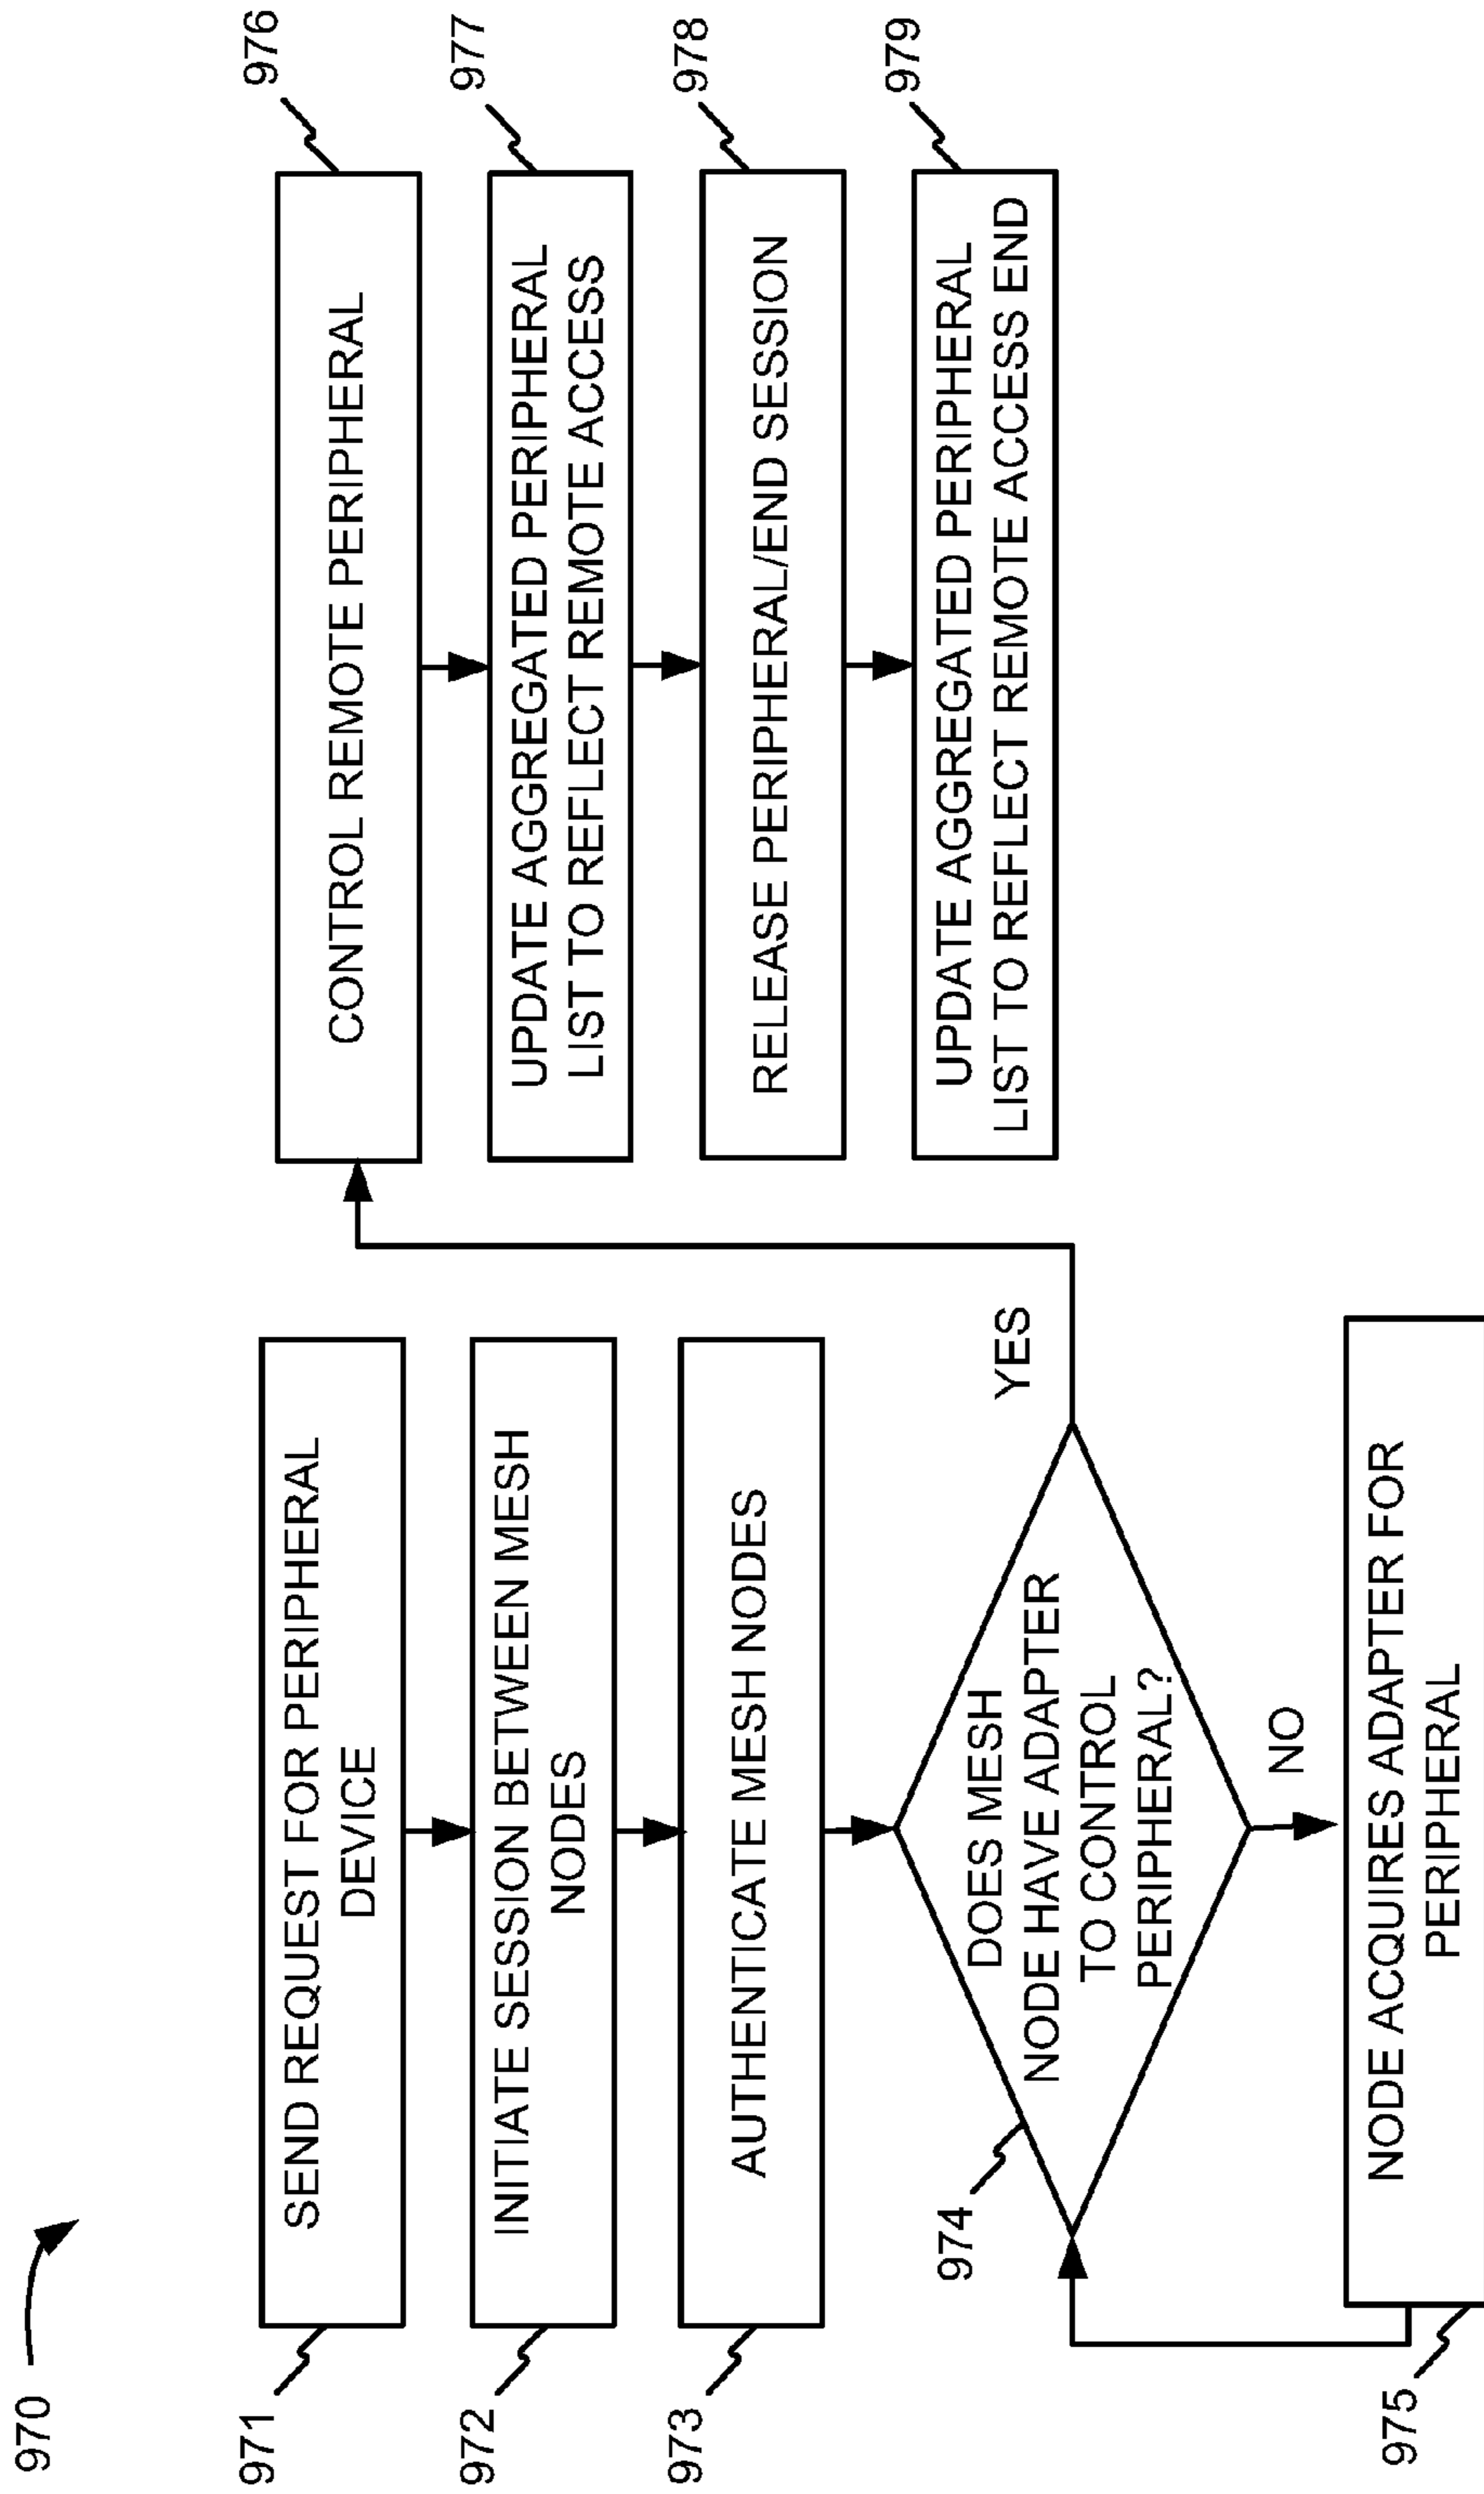 970
971
SEND REQUEST FOR PERIPHERAL
DEVICE
972
INITIATE SESSION BETWEEN MESH
NODES
973
AUTHENTICATE MESH NODES
974
DOES MESH
NODE HAVE ADAPTER
TO CONTROL
PERIPHERAL?
YES
NO
975
NODE ACQUIRES ADAPTER FOR
PERIPHERAL
976
CONTROL REMOTE PERIPHERAL
977
UPDATE AGGREGATED PERIPHERAL
LIST TO REFLECT REMOTE ACCESS
978
RELEASE PERIPHERAL/END SESSION
979
UPDATE AGGREGATED PERIPHERAL
LIST TO REFLECT REMOTE ACCESS END